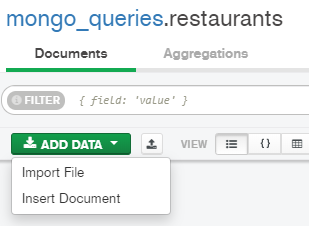 mongo_queries.restaurants
Documents Aggregations
FILTER { field: 'value' }
ADD DATA VIEW {}
Import File
Insert Document